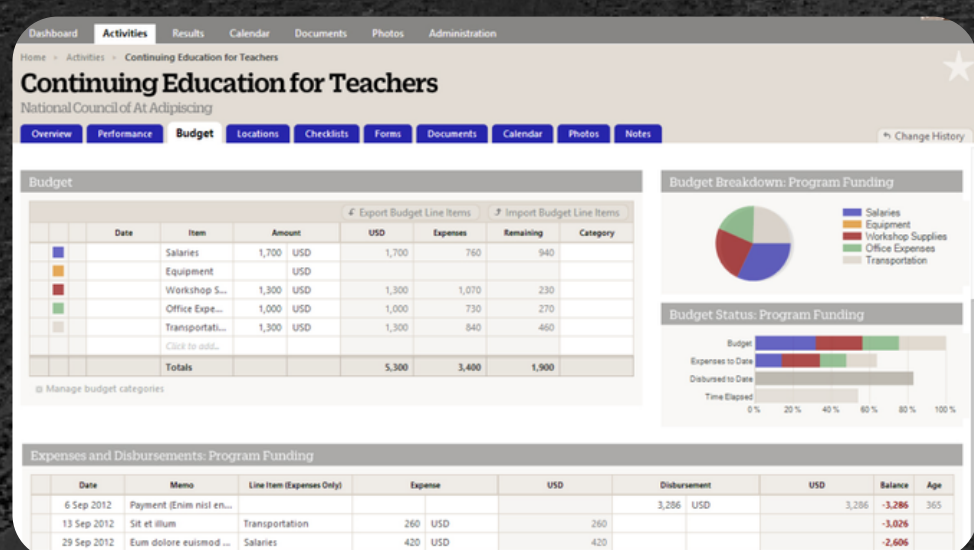 Dashboard Activities Results Calendar Documents Photos Administration
Home Activities Continuing Education for Teachers
Continuing Education for Teachers
National Council of At Adipiscing
Overview Performance Budget Locations Checklists Forms Documents Calendar Photos Notes
Change History
Budget
Export Budget Line Items Import Budget Line Items
Date Item Amount USD Expenses Remaining Category
Salaries 1,700 USD 1,700 760 940
Equipment USD
Workshop S... 1,300 USD 1,300 1,070 230
Office Expe... 1,000 USD 1,000 730 270
Transportati... 1,300 USD 1,300 840 460
Click to add...
Totals 5,300 3,400 1,900
Manage budget categories
Budget Breakdown: Program Funding
Salaries
Equipment
Workshop Supplies
Office Expenses
Transportation
Budget Status: Program Funding
Budget
Expenses to Date
Disbursed to Date
Time Elapsed
0 % 20 % 40 % 60 % 80 % 100 %
Expenses and Disbursements: Program Funding
Date Memo Line Item (Expenses Only) Expense USD Disbursement USD Balance Age
6 Sep 2012 Payment (Enim nisl en... 3,286 USD 3,286 -3,286 365
13 Sep 2012 Sit et illum Transportation 260 USD 260 -3,026
29 Sep 2012 Eum dolore euismod ... Salaries 420 USD 420 -2,606